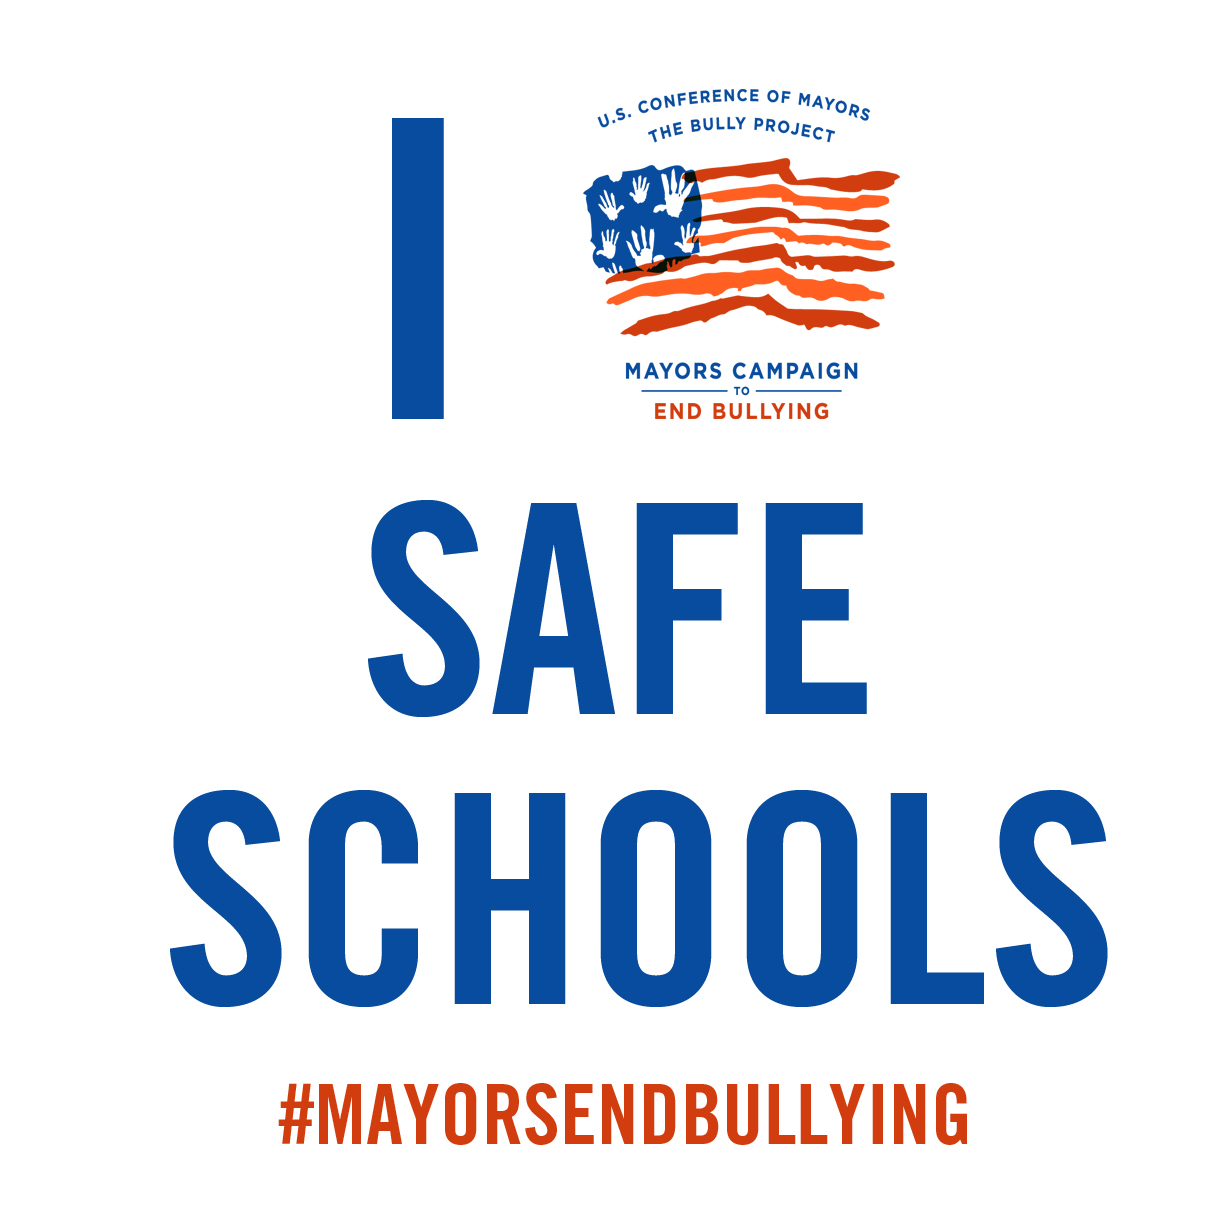 U.S. CONFERENCE OF MAYORS
THE BULLY PROJECT
I
MAYORS CAMPAIGN
TO
END BULLYING
SAFE
SCHOOLS
#MAYORSENDBULLYING